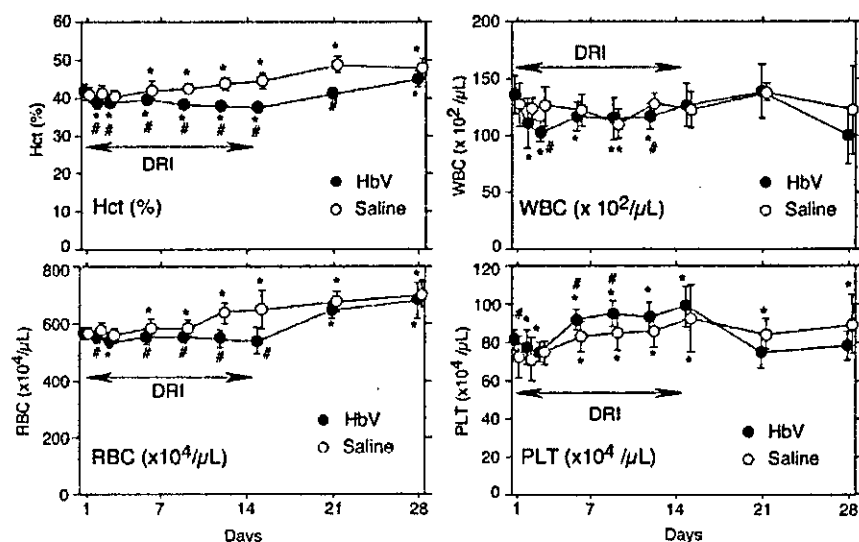 60
50
40
30
20
10
0
Hct (%)
DRI
HbV
Saline
Hct (%)
200
150
100
50
0
WBC (x 10²/µL)
DRI
HbV
Saline
WBC (x 10²/µL)
800
600
400
200
0
RBC (x10⁴/µL)
DRI
HbV
Saline
RBC (x10⁴/µL)
1
7
14
21
28
Days
120
100
80
60
40
20
0
PLT (x10⁴/µL)
DRI
HbV
Saline
PLT (x10⁴/µL)
1
7
14
21
28
Days